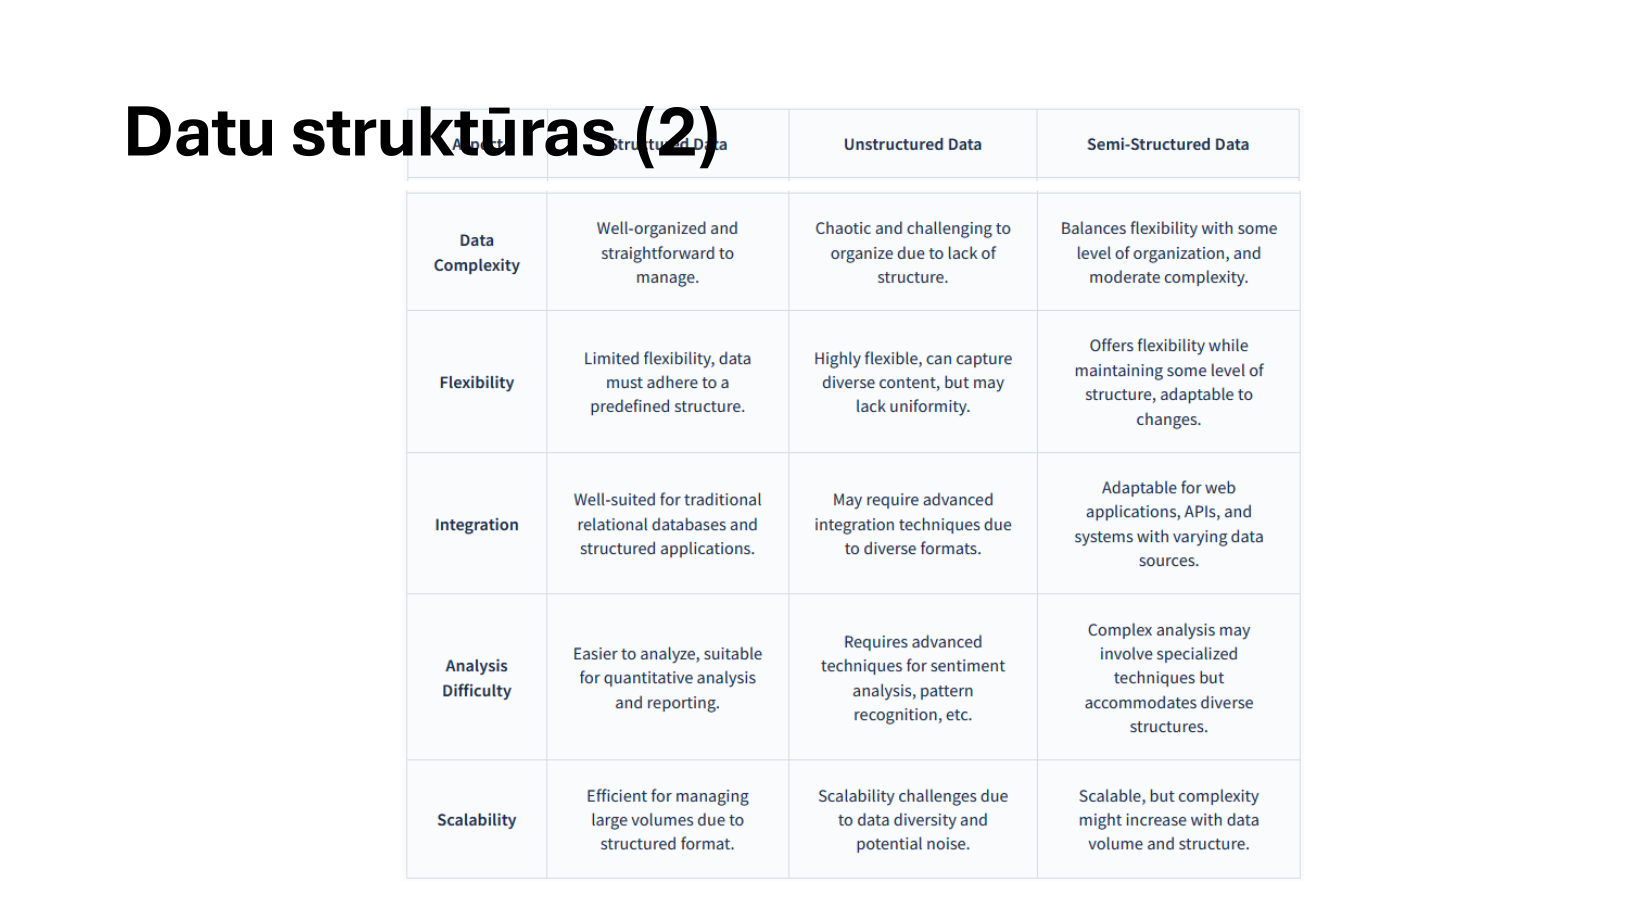 Datu struktūras (2)
Aspect Structured Data Unstructured Data Semi-Structured Data
Data
Complexity
Well-organized and
straightforward to
manage.
Chaotic and challenging to
organize due to lack of
structure.
Balances flexibility with some
level of organization, and
moderate complexity.
Flexibility
Limited flexibility, data
must adhere to a
predefined structure.
Highly flexible, can capture
diverse content, but may
lack uniformity.
Offers flexibility while
maintaining some level of
structure, adaptable to
changes.
Integration
Well-suited for traditional
relational databases and
structured applications.
May require advanced
integration techniques due
to diverse formats.
Adaptable for web
applications, APIs, and
systems with varying data
sources.
Analysis
Difficulty
Easier to analyze, suitable
for quantitative analysis
and reporting.
Requires advanced
techniques for sentiment
analysis, pattern
recognition, etc.
Complex analysis may
involve specialized
techniques but
accommodates diverse
structures.
Scalability
Efficient for managing
large volumes due to
structured format.
Scalability challenges due
to data diversity and
potential noise.
Scalable, but complexity
might increase with data
volume and structure.